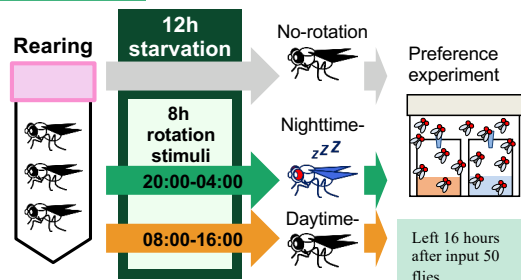 Rearing
12h
starvation
8h
rotation
stimuli
20:00-04:00
08:00-16:00
No-rotation
Nighttime-
zzz
Daytime-
Preference
experiment
Left 16 hours
after input 50
flies